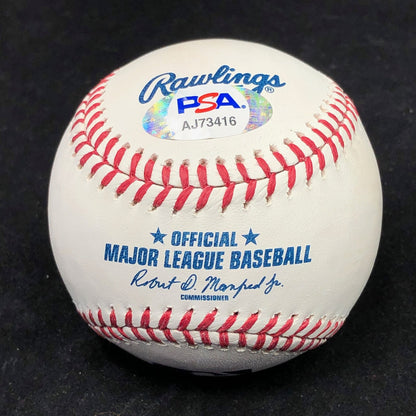 Rawlings®
PSA
AJ73416
★ OFFICIAL ★
MAJOR LEAGUE BASEBALL
Robert D. Manfred Jr.
COMMISSIONER